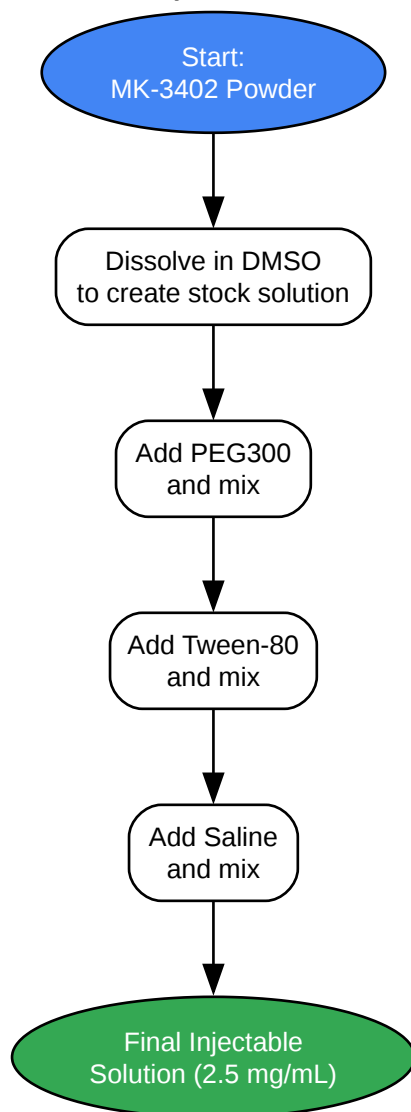 Start:
MK-3402 Powder
Dissolve in DMSO
to create stock solution
Add PEG300
and mix
Add Tween-80
and mix
Add Saline
and mix
Final Injectable
Solution (2.5 mg/mL)